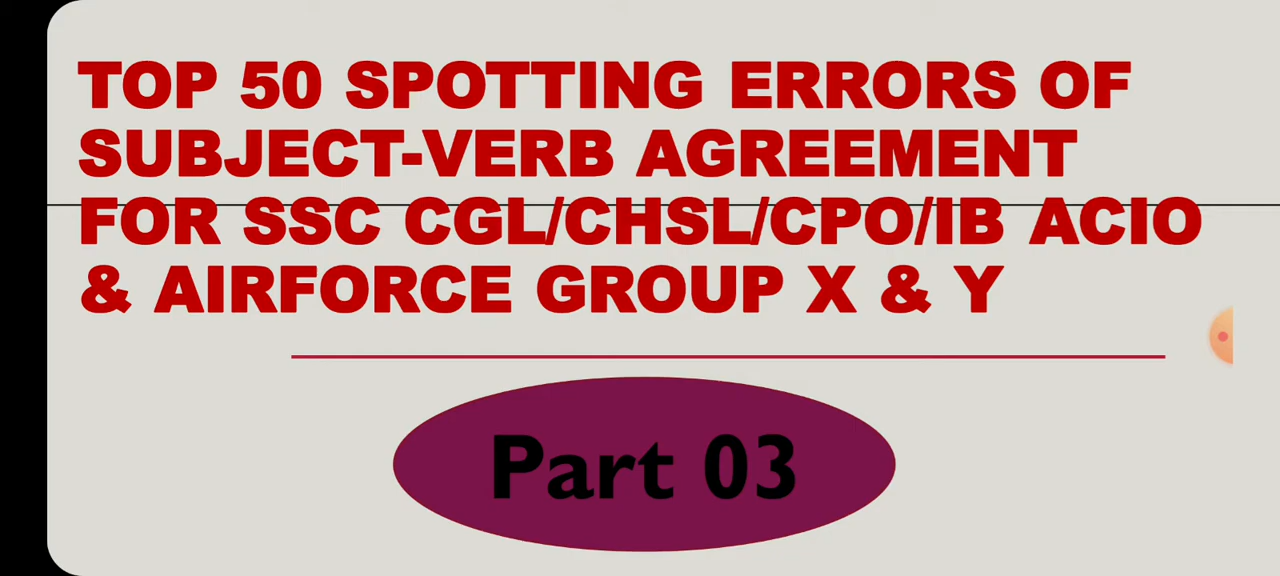 TOP 50 SPOTTING ERRORS OF
SUBJECT-VERB AGREEMENT
FOR SSC CGL/CHSL/CPO/IB ACIO
& AIRFORCE GROUP X & Y
Part 03